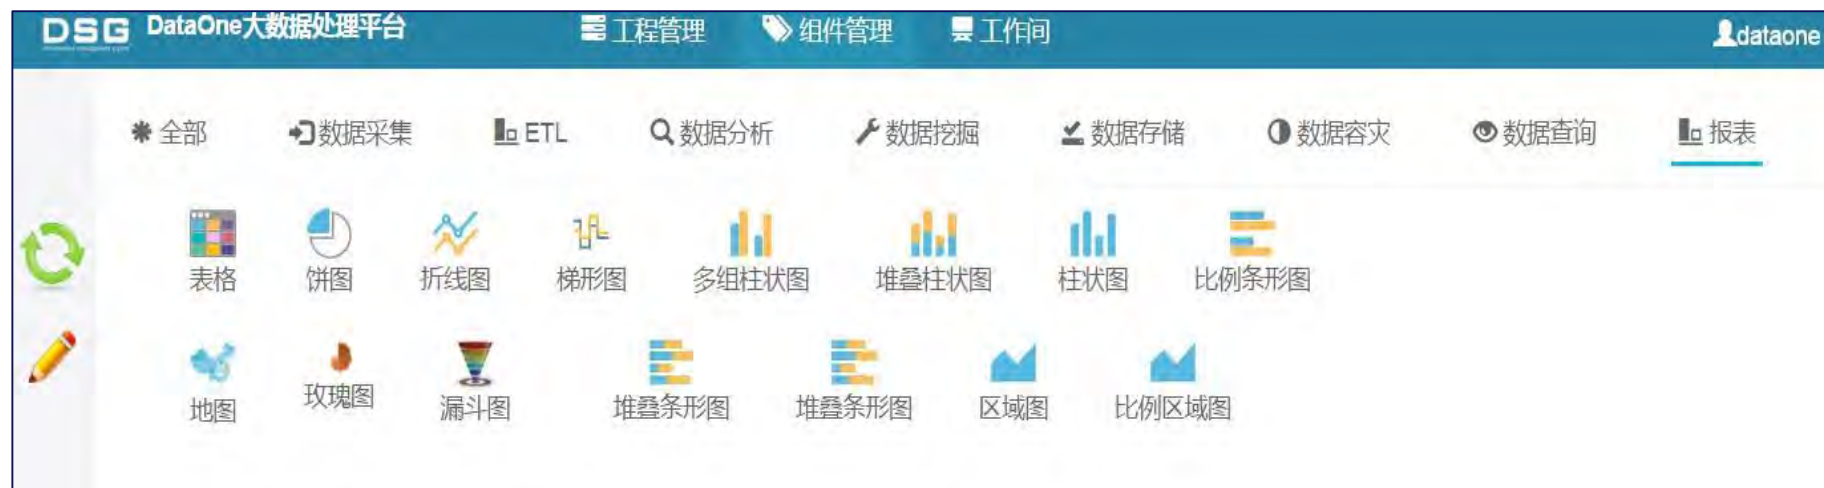 DSG DataOne大数据处理平台 工程管理 组件管理 工作间 dataone
全部 数据采集 ETL 数据分析 数据挖掘 数据存储 数据容灾 数据查询 报表
表格 饼图 折线图 梯形图 多组柱状图 堆叠柱状图 柱状图 比例条形图
地图 玫瑰图 漏斗图 堆叠条形图 堆叠条形图 区域图 比例区域图